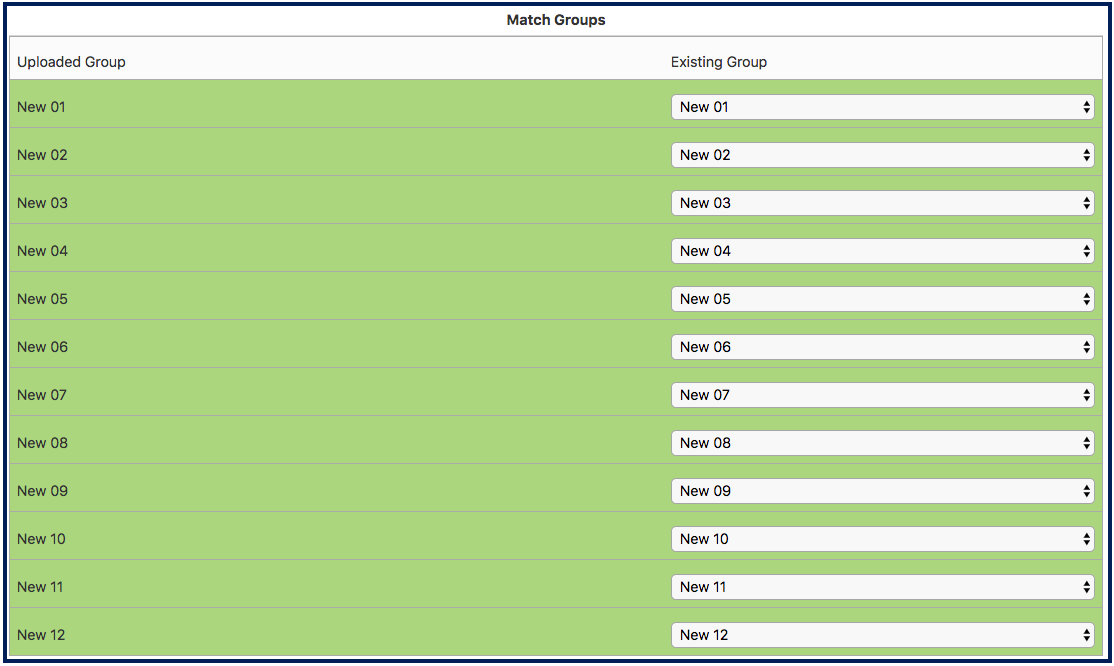 Match Groups
Uploaded Group Existing Group
New 01 New 01
New 02 New 02
New 03 New 03
New 04 New 04
New 05 New 05
New 06 New 06
New 07 New 07
New 08 New 08
New 09 New 09
New 10 New 10
New 11 New 11
New 12 New 12